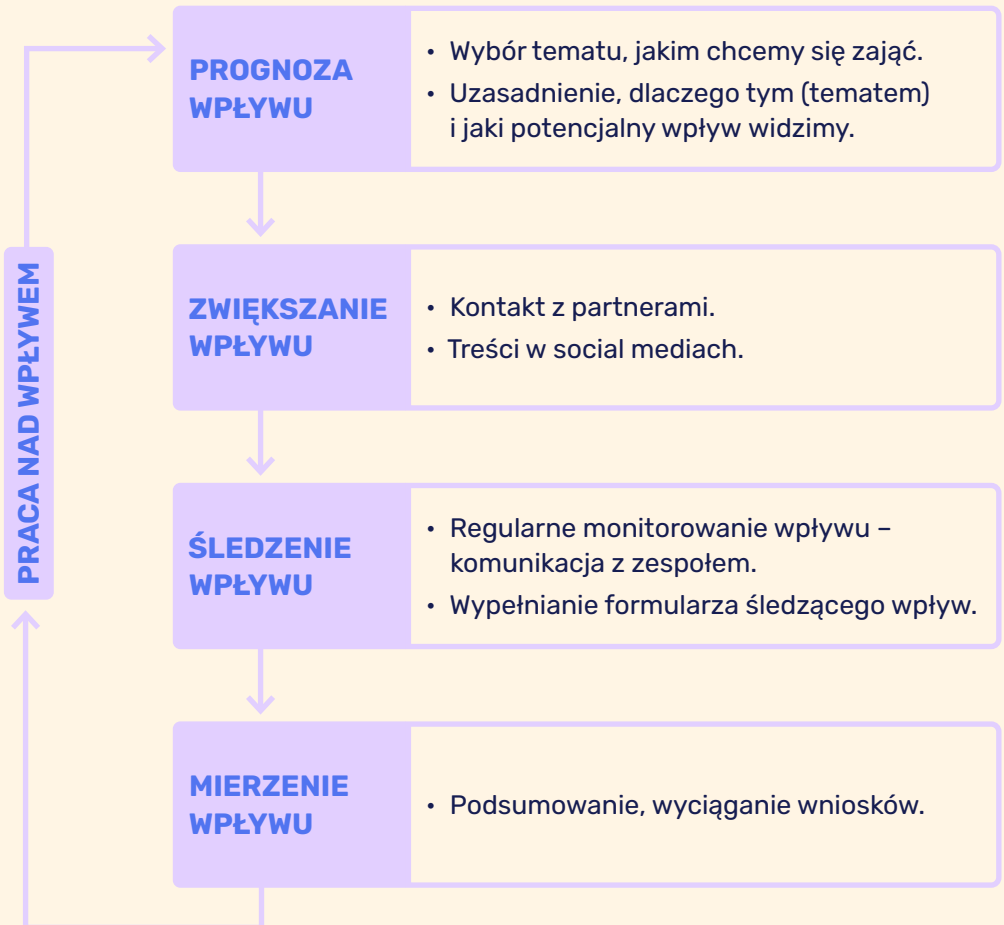 PROGNOZA
WPŁYWU
• Wybór tematu, jakim chcemy się zająć.
• Uzasadnienie, dlaczego tym (tematem)
i jaki potencjalny wpływ widzimy.
PRACA NAD WPŁYWEM
ZWIĘKSZANIE
WPŁYWU
• Kontakt z partnerami.
• Treści w social mediach.
ŚLEDZENIE
WPŁYWU
• Regularne monitorowanie wpływu –
komunikacja z zespołem.
• Wypełnianie formularza śledzącego wpływ.
MIERZENIE
WPŁYWU
• Podsumowanie, wyciąganie wniosków.